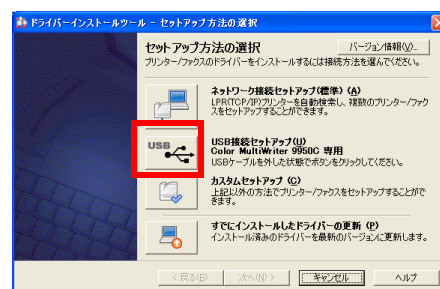 ドライバーインストールツール - セットアップ方法の選択
セットアップ方法の選択
バージョン情報(V)...
プリンター/ファクスのドライバーをインストールするには接続方法を選んでください。
ネットワーク接続セットアップ(標準) (A)
LPR(TCP/IP)プリンターを自動検索し、複数のプリンター/ファク
スをセットアップすることができます。
USB
USB接続セットアップ(U)
Color MultiWriter 9950C 専用
USBケーブルを外した状態でボタンをクリックしてください。
カスタムセットアップ (C)
上記以外の方法でプリンター/ファクスをセットアップすることがで
きます。
すでにインストールしたドライバーの更新 (P)
インストール済みのドライバーを最新のバージョンに更新します。
< 戻る(B)
次へ(N) >
キャンセル
ヘルプ